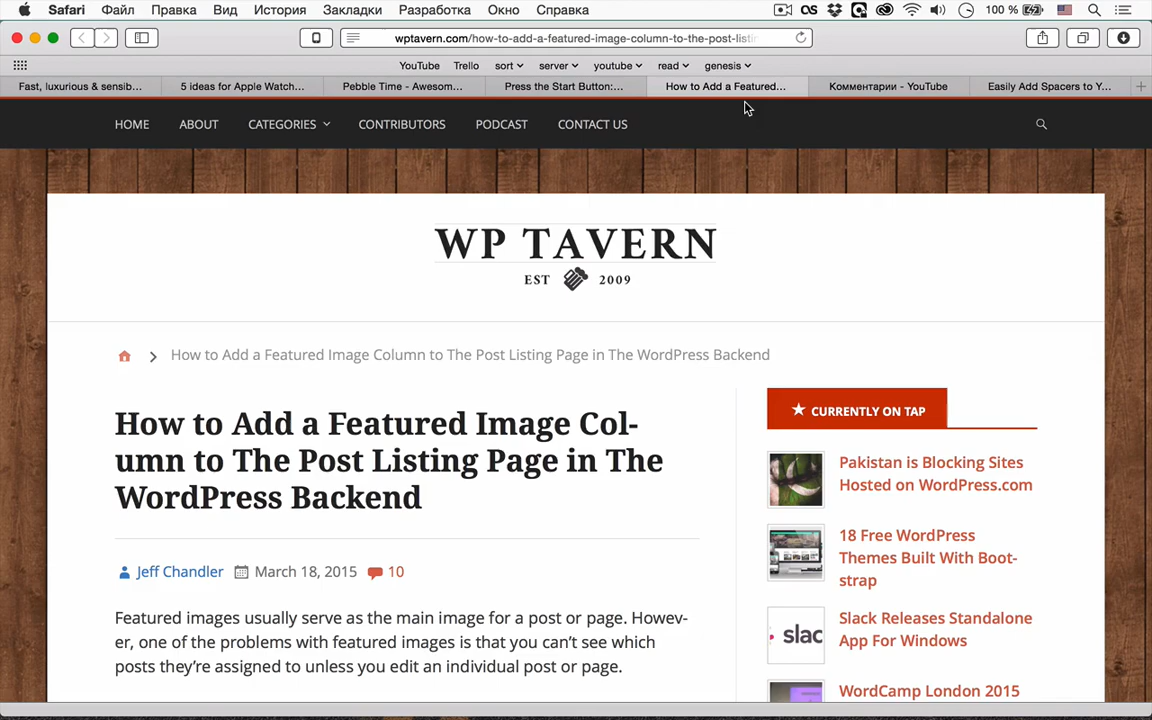 Safari Файл Правка Вид История Закладки Разработка Окно Справка 100 %
wptavern.com/how-to-add-a-featured-image-column-to-the-post-listin
YouTube Trello sort server youtube read genesis
Fast, luxurious & sensib... 5 ideas for Apple Watch... Pebble Time - Awesom... Press the Start Button:... How to Add a Featured... Комментарии - YouTube Easily Add Spacers to Y...
HOME ABOUT CATEGORIES CONTRIBUTORS PODCAST CONTACT US
WP TAVERN
EST 2009
How to Add a Featured Image Column to The Post Listing Page in The WordPress Backend
How to Add a Featured Image Col-
umn to The Post Listing Page in The
WordPress Backend
Jeff Chandler March 18, 2015 10
Featured images usually serve as the main image for a post or page. Howev-
er, one of the problems with featured images is that you can't see which
posts they're assigned to unless you edit an individual post or page.
★ CURRENTLY ON TAP
Pakistan is Blocking Sites
Hosted on WordPress.com
18 Free WordPress
Themes Built With Boot-
strap
slac
Slack Releases Standalone
App For Windows
WordCamp London 2015